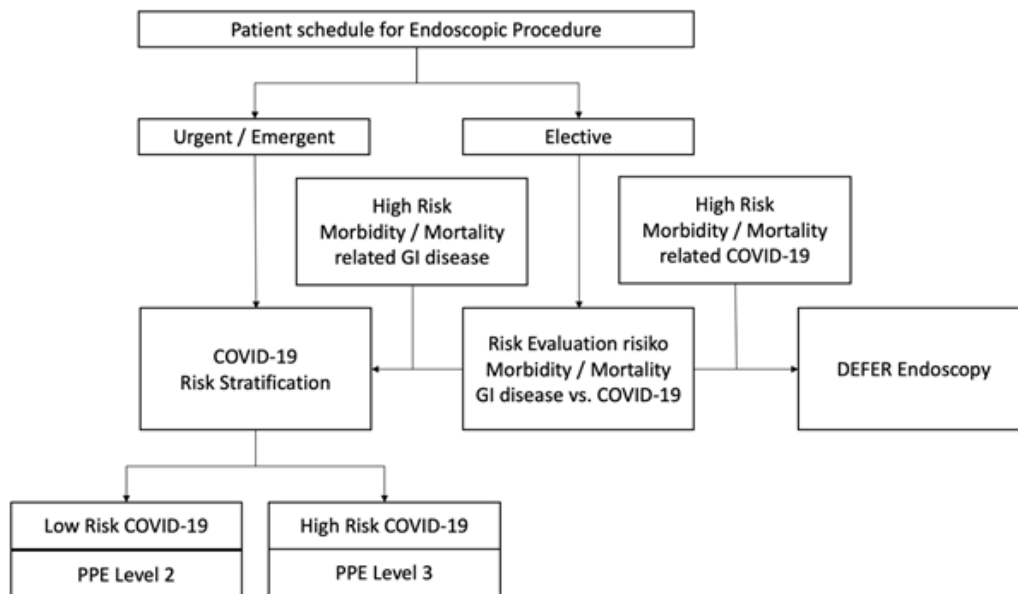 Patient schedule for Endoscopic Procedure
Urgent / Emergent
Elective
High Risk
Morbidity / Mortality
related GI disease
High Risk
Morbidity / Mortality
related COVID-19
COVID-19
Risk Stratification
Risk Evaluation risiko
Morbidity / Mortality
GI disease vs. COVID-19
DEFER Endoscopy
Low Risk COVID-19
High Risk COVID-19
PPE Level 2
PPE Level 3